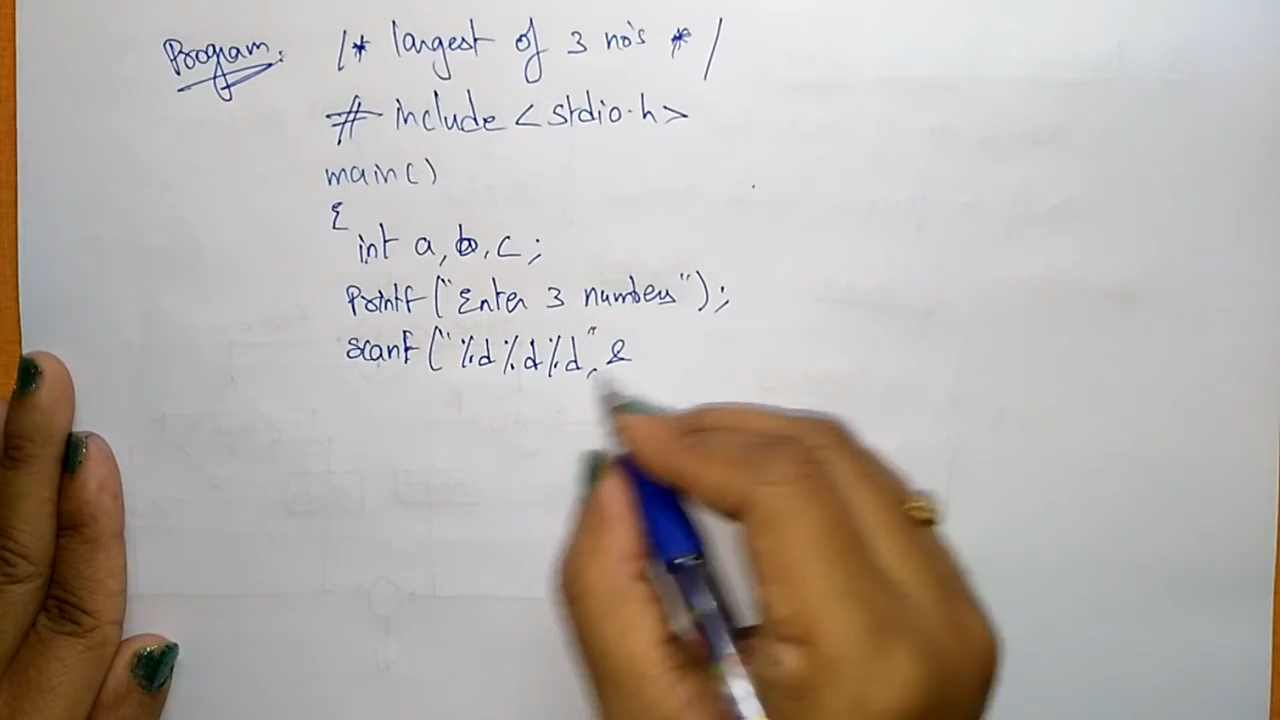 Program: /* largest of 3 no's */
# include <stdio.h>
main()
{
int a, b, c;
Printf ("Enter 3 numbers");
scanf ("%d%d%d", &